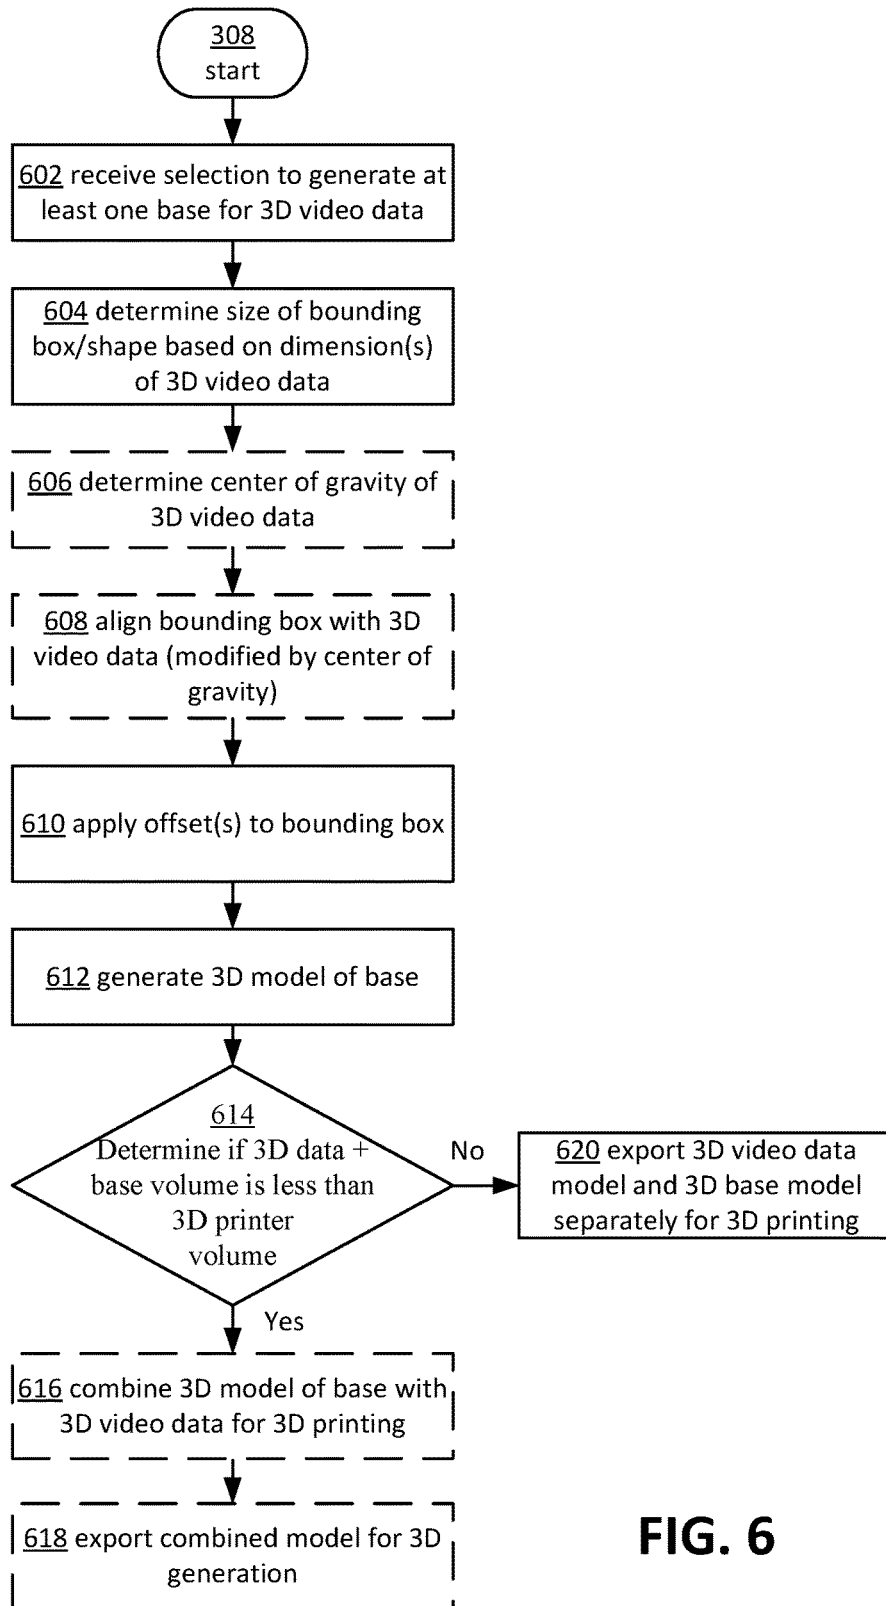 308
start
602 receive selection to generate at
least one base for 3D video data
604 determine size of bounding
box/shape based on dimension(s)
of 3D video data
606 determine center of gravity of
3D video data
608 align bounding box with 3D
video data (modified by center of
gravity)
610 apply offset(s) to bounding box
612 generate 3D model of base
614
Determine if 3D data +
base volume is less than
3D printer
volume
No
620 export 3D video data
model and 3D base model
separately for 3D printing
Yes
616 combine 3D model of base with
3D video data for 3D printing
618 export combined model for 3D
generation
FIG. 6